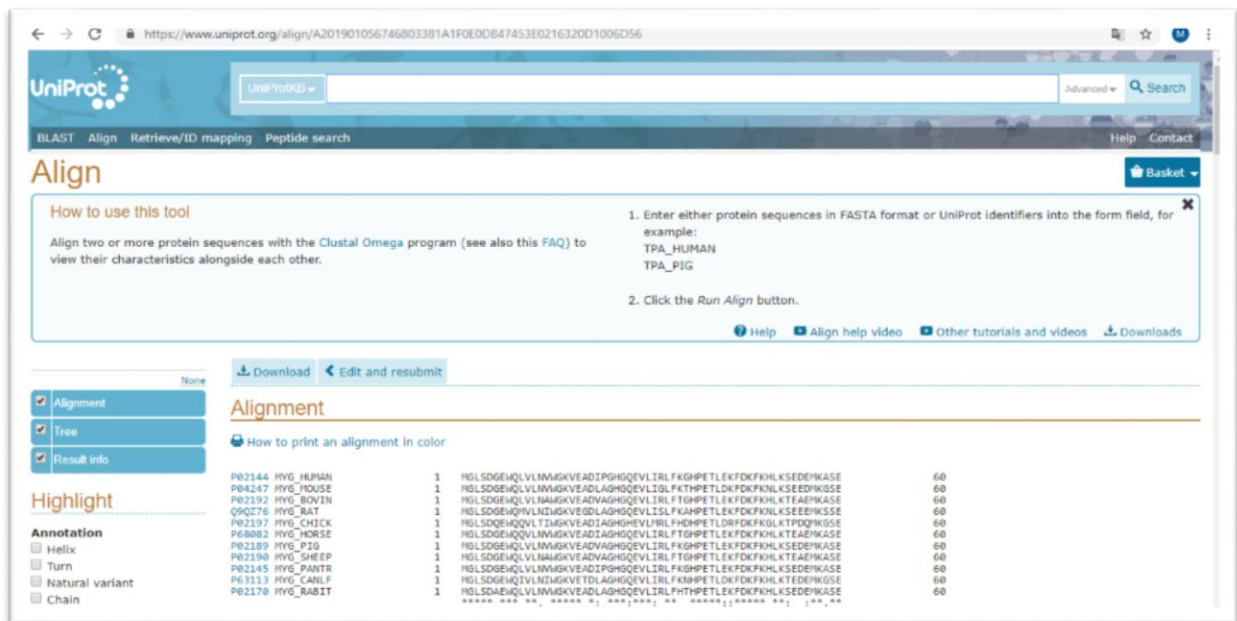 https://www.uniprot.org/align/A201901056746803381A1F0E0DB47453E0216320D1006D56
M
UniProt
UniProtKB
Advanced
Search
BLAST Align Retrieve/ID mapping Peptide search Help Contact
Align
Basket
How to use this tool
Align two or more protein sequences with the Clustal Omega program (see also this FAQ) to
view their characteristics alongside each other.
1. Enter either protein sequences in FASTA format or UniProt identifiers into the form field, for
example:
TPA_HUMAN
TPA_PIG
2. Click the Run Align button.
Help Align help video Other tutorials and videos Downloads
None
Alignment
Tree
Result info
Highlight
Annotation
Helix
Turn
Natural variant
Chain
Download Edit and resubmit
Alignment
How to print an alignment in color
P02144 MYG_HUMAN 1 MGLSDGEWQLVLNVWGKVEADIPGHGQEVLIRLFKGHPETLEKFDKFKHLKSEDEMKASE 60
P04247 MYG_MOUSE 1 MGLSDGEWQLVLNVWGKVEADLAGHGQEVLIGLFKTHPETLDKFDKFKNLKSEEDMKGSE 60
P02192 MYG_BOVIN 1 MGLSDGEWQLVLNAWGKVEADVAGHGQEVLIRLFTGHPETLEKFDKFKHLKTEAEMKASE 60
Q9QZ76 MYG_RAT 1 MGLSDGEWQMVLNIWGKVEGDLAGHGQEVLISLFKAHPETLEKFDKFKNLKSEEEMKSSE 60
P02197 MYG_CHICK 1 MGLSDQEWQQVLTIWGKVEADIAGHGHEVLMRLFHDHPETLDRFDKFKGLKTPDQMKGSE 60
P68082 MYG_HORSE 1 MGLSDGEWQQVLNVWGKVEADIAGHGQEVLIRLFTGHPETLEKFDKFKHLKTEAEMKASE 60
P02189 MYG_PIG 1 MGLSDGEWQLVLNVWGKVEADVAGHGQEVLIRLFKGHPETLEKFDKFKHLKSEDEMKASE 60
P02190 MYG_SHEEP 1 MGLSDGEWQLVLNAWGKVEADVAGHGQEVLIRLFTGHPETLEKFDKFKHLKTEAEMKASE 60
P02145 MYG_PANTR 1 MGLSDGEWQLVLNVWGKVEADIPGHGQEVLIRLFKGHPETLEKFDKFKHLKSEDEMKASE 60
P63113 MYG_CANLF 1 MGLSDGEWQIVLNIWGKVETDLAGHGQEVLIRLFKNHPETLDKFDKFKHLKTEDEMKGSE 60
P02170 MYG_RABIT 1 MGLSDAEWQLVLNVWGKVEADLAGHGQEVLIRLFHTHPETLEKFDKFKHLKSEDEMKASE 60